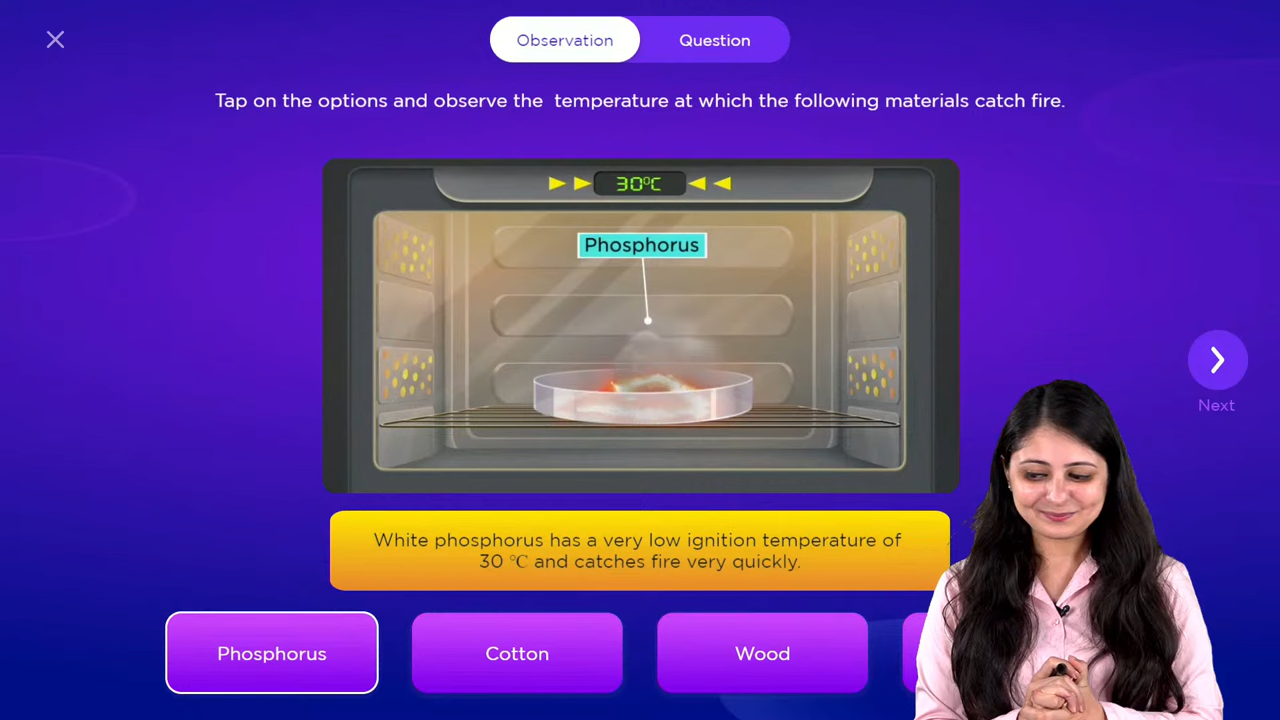 Observation
Question
Tap on the options and observe the temperature at which the following materials catch fire.
30°C
Phosphorus
Next
White phosphorus has a very low ignition temperature of
30 °C and catches fire very quickly.
Phosphorus
Cotton
Wood